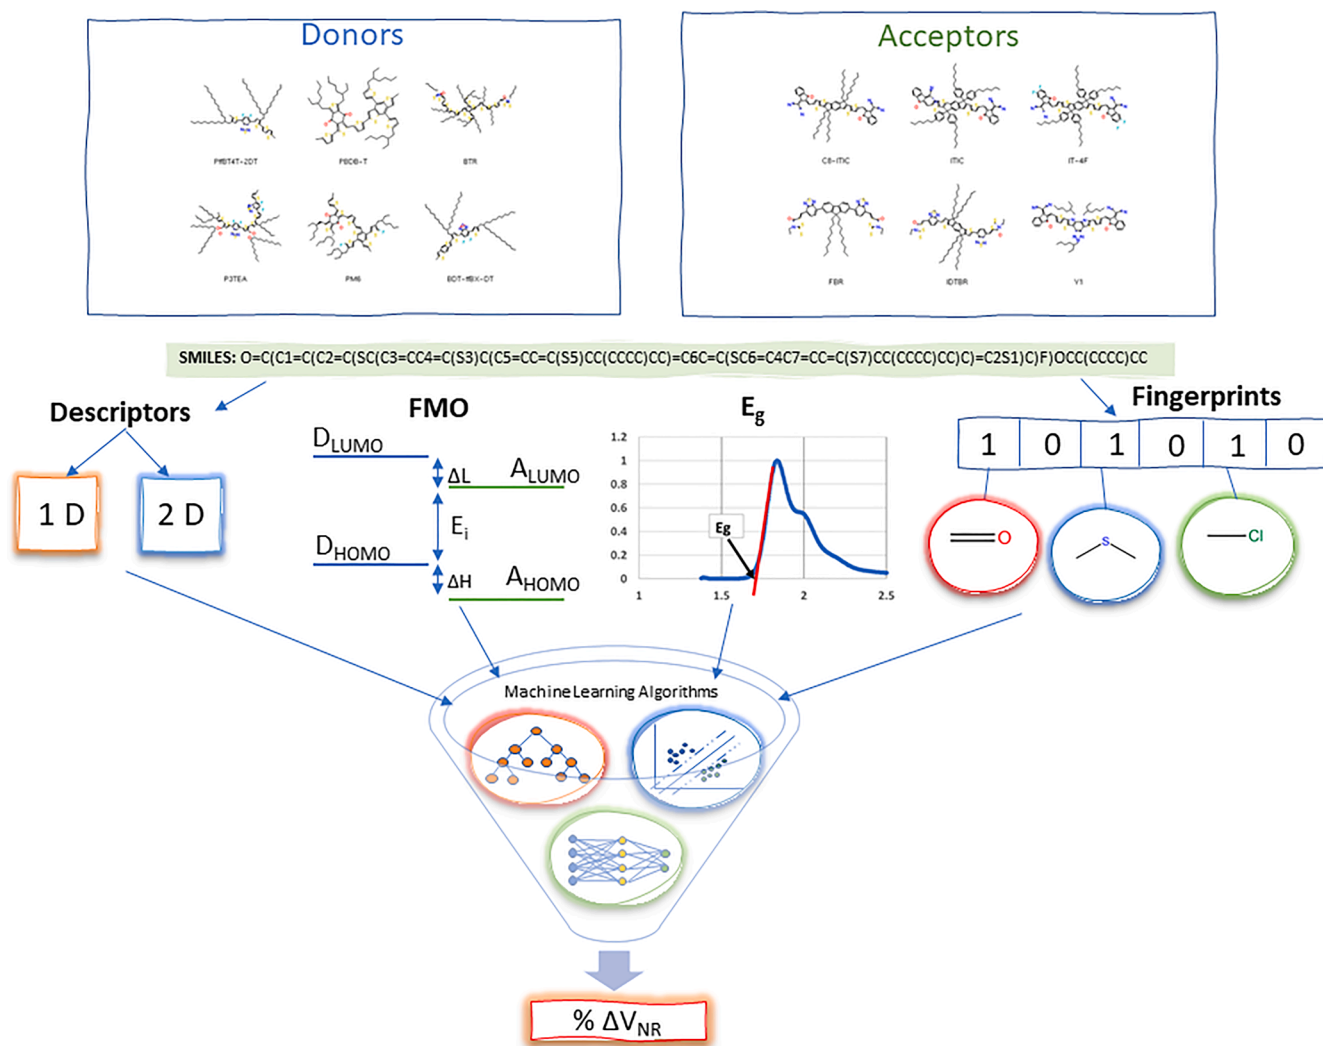 Donors
Acceptors
PffBT4T-2DT
PBDB-T
BTR
C8-ITIC
ITIC
IT-4F
P3TEA
PM6
FBR
IDTBR
Y1
SMILES: O=C(C1=C(C2=C(SC(C3=CC4=C(S3)C(C5=CC=C(S5)CC(CCCC)CC)=C6C=C(SC6=C4C7=CC=C(S7)CC(CCCC)CC)C)=C2S1)C)F)OCC(CCCC)CC
Descriptors
FMO
Eg
Fingerprints
1 D
2 D
DLUMO
ΔL
ALUMO
Ei
DHOMO
ΔH
AHOMO
1.2
1
0.8
0.6
0.4
0.2
0
Eg
1
1.5
2
2.5
1 0 1 0 1 0
O
S
Cl
Machine Learning Algorithms
% ΔVNR